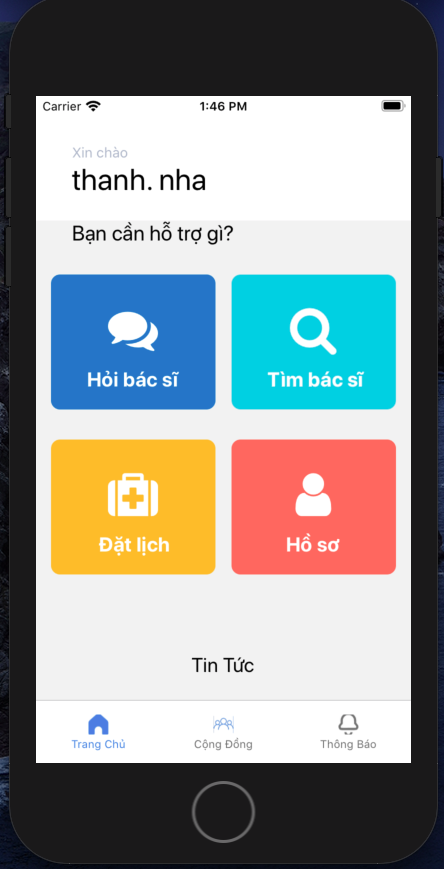 Carrier 1:46 PM
Xin chào
thanh. nha
Bạn cần hỗ trợ gì?
Hỏi bác sĩ
Tìm bác sĩ
Đặt lịch
Hồ sơ
Tin Tức
Trang Chủ
Cộng Đồng
Thông Báo